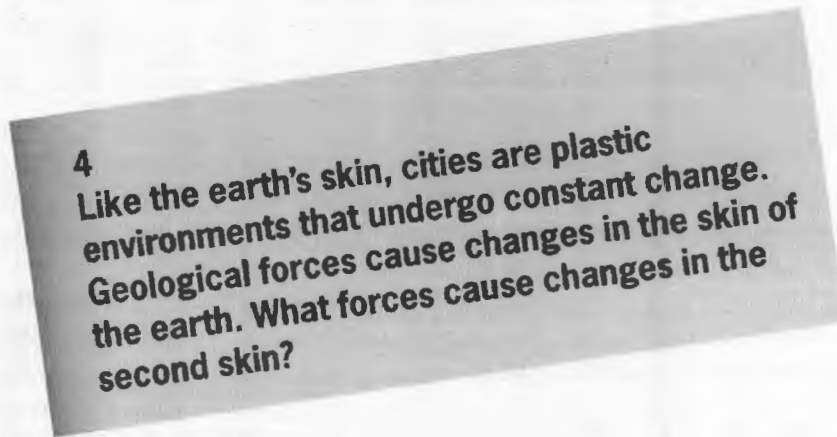 4
Like the earth's skin, cities are plastic
environments that undergo constant change.
Geological forces cause changes in the skin of
the earth. What forces cause changes in the
second skin?